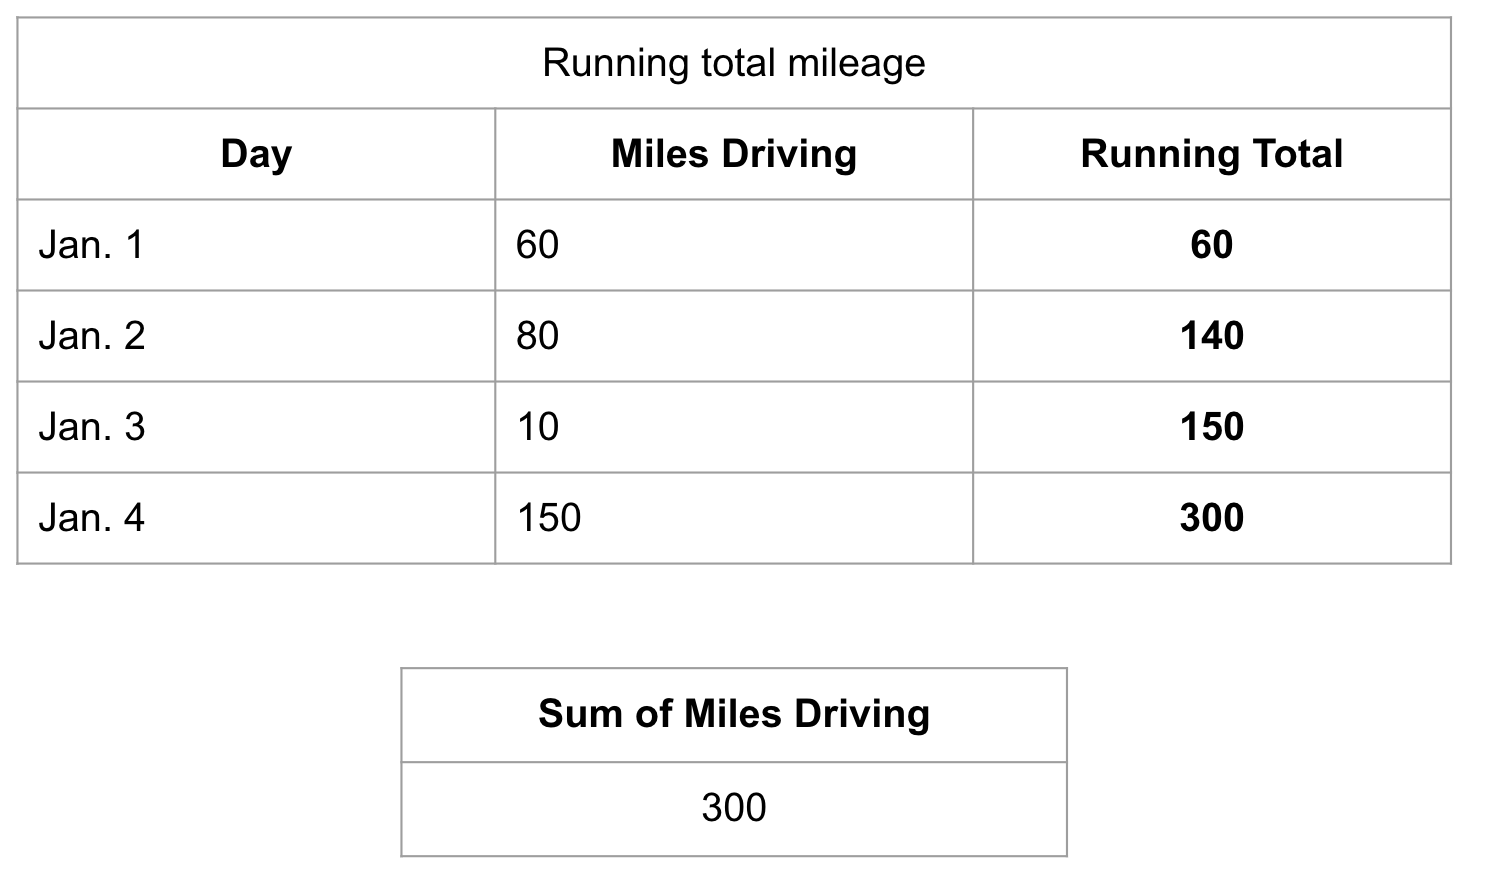 Running total mileage
Day Miles Driving Running Total
Jan. 1 60 60
Jan. 2 80 140
Jan. 3 10 150
Jan. 4 150 300
Sum of Miles Driving
300